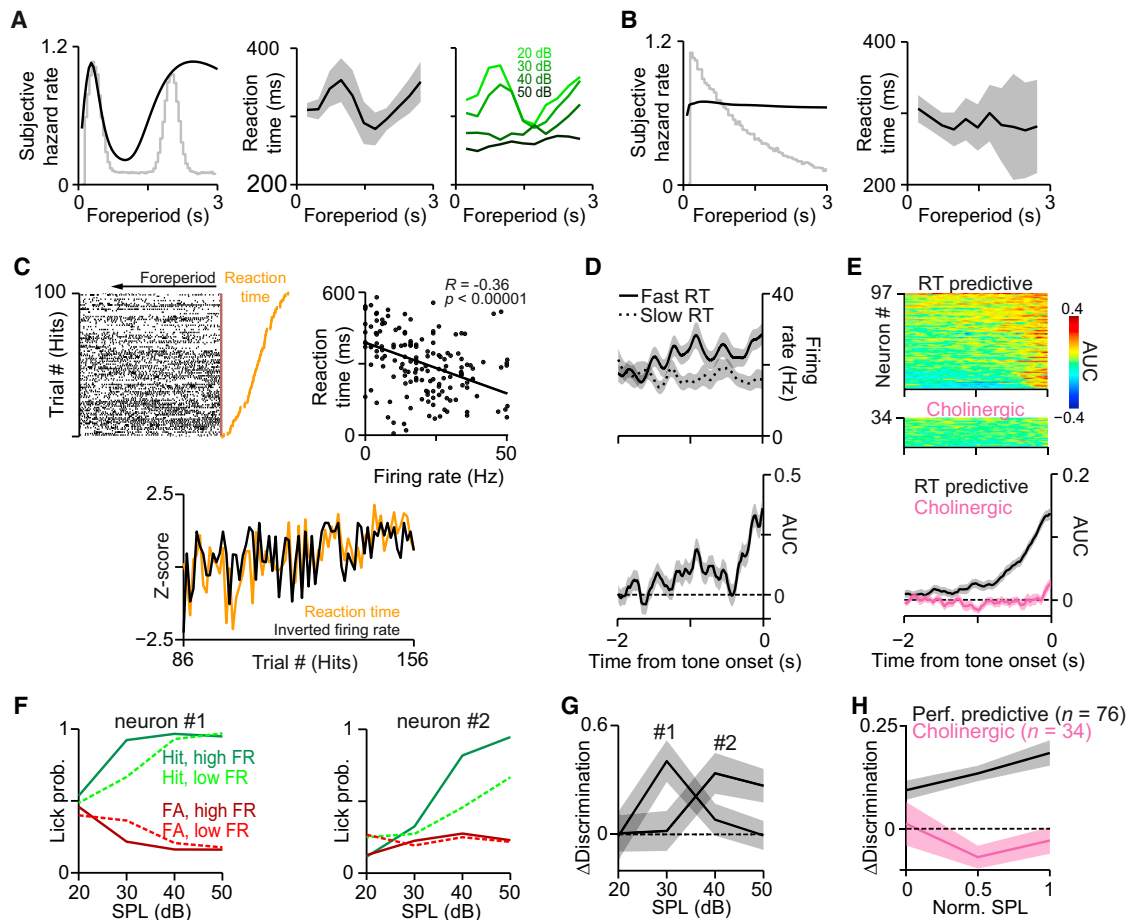 A
1.2
0
Subjective
hazard rate
0
3
Foreperiod (s)
400
200
Reaction
time (ms)
0
3
Foreperiod (s)
20 dB
30 dB
40 dB
50 dB
0
3
Foreperiod (s)
B
1.2
0
Subjective
hazard rate
0
3
Foreperiod (s)
400
200
Reaction
time (ms)
0
3
Foreperiod (s)
C
Foreperiod
Reaction
time
100
1
Trial # (Hits)
R = -0.36
p < 0.00001
600
0
Reaction
time (ms)
0
50
Firing rate (Hz)
2.5
−2.5
Z-score
Reaction time
Inverted firing rate
86
156
Trial # (Hits)
D
Fast RT
Slow RT
40
0
Firing
rate (Hz)
0.5
0
AUC
−2
0
Time from tone onset (s)
E
RT predictive
97
Neuron #
1
Cholinergic
34
1
0.4
−0.4
AUC
RT predictive
Cholinergic
0.2
0
AUC
−2
0
Time from tone onset (s)
F
neuron #1
1
0
Lick prob.
Hit, high FR
Hit, low FR
FA, high FR
FA, low FR
20
30
40
50
SPL (dB)
neuron #2
1
0
Lick prob.
20
30
40
50
SPL (dB)
G
0.6
0
ΔDiscrimination
#1
#2
20
30
40
50
SPL (dB)
H
0.25
0
ΔDiscrimination
Perf. predictive (n = 76)
Cholinergic (n = 34)
0
0.5
1
Norm. SPL